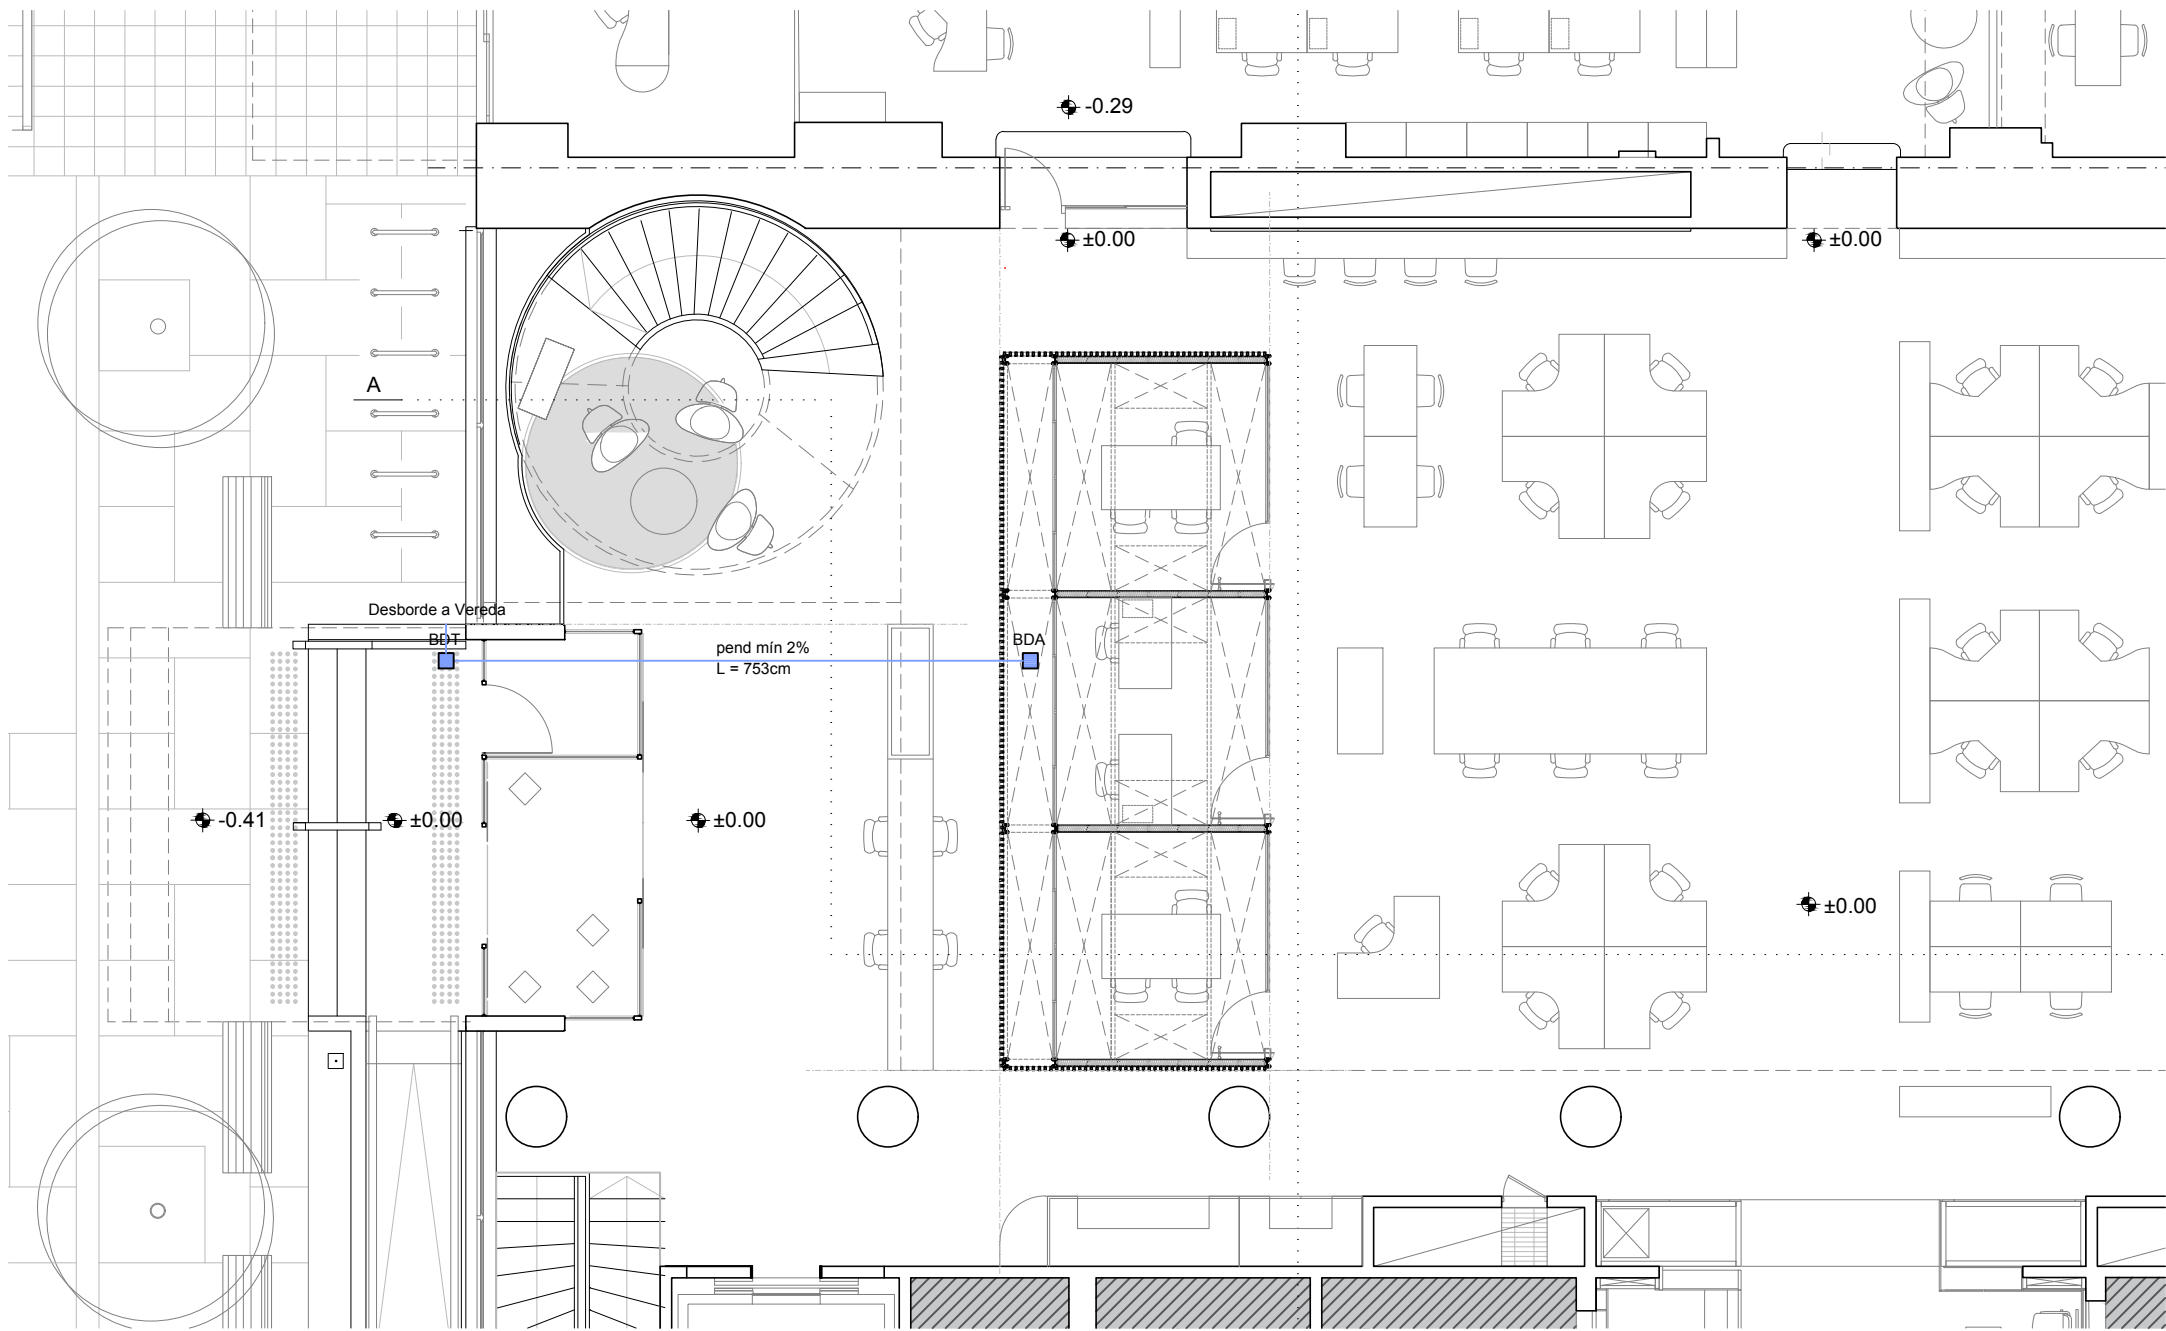 -0.29
±0.00
±0.00
A
Desborde a Vereda
BDT
pend mín 2%
L = 753cm
BDA
-0.41
±0.00
±0.00
±0.00